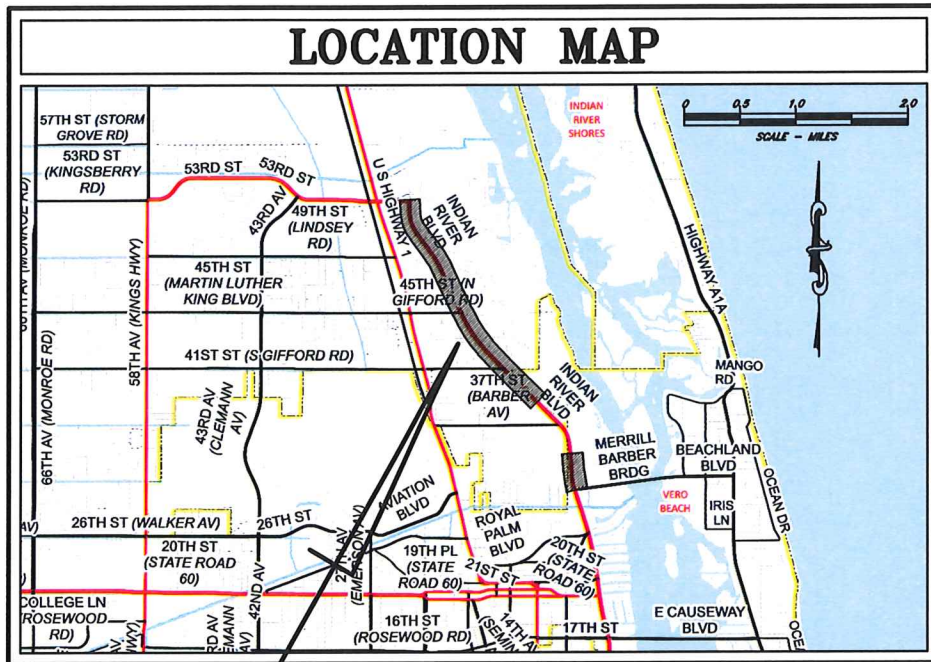 LOCATION MAP
57TH ST (STORM
GROVE RD)
53RD ST
(KINGSBERRY
RD)
53RD ST
53RD ST
43RD AV
49TH ST
(LINDSEY
RD)
U S HIGHWAY 1
INDIAN
RIVER
BLVD
INDIAN
RIVER
SHORES
0 0.5 1.0 2.0
SCALE - MILES
HIGHWAY A1A
58TH AV (KINGS HWY)
45TH ST
(MARTIN LUTHER
KING BLVD)
45TH ST (N
GIFFORD RD)
41ST ST (S GIFFORD RD)
66TH AV (MONROE RD)
43RD AV
(CLEMANN
AV)
37TH ST
(BARBER
AV)
INDIAN
RIVER
BLVD
MANGO
RD
MERRILL
BARBER
BRDG
BEACHLAND
BLVD
OCEAN DR
VERO
BEACH
IRIS
LN
26TH ST (WALKER AV)
26TH ST
AVIATION
BLVD
ROYAL
PALM
BLVD
20TH ST
(STATE ROAD
60)
42ND AV
(EMERSON AV)
19TH PL
(STATE
ROAD 60)
21ST ST
20TH ST
(STATE
ROAD 60)
COLLEGE LN
(ROSEWOOD
RD)
16TH ST
(ROSEWOOD RD)
14TH A
(SEMIN
17TH ST
E CAUSEWAY
BLVD